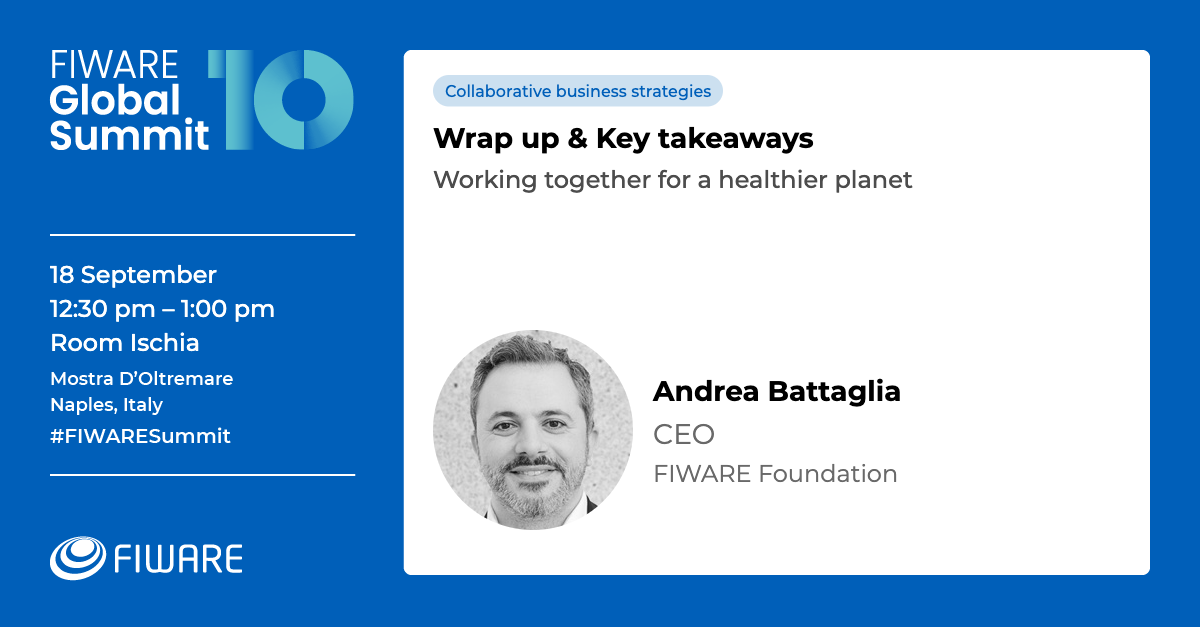 FIWARE
Global
Summit
10
18 September
12:30 pm – 1:00 pm
Room Ischia
Mostra D’Oltremare
Naples, Italy
#FIWARESummit
FIWARE
Collaborative business strategies
Wrap up & Key takeaways
Working together for a healthier planet
Andrea Battaglia
CEO
FIWARE Foundation